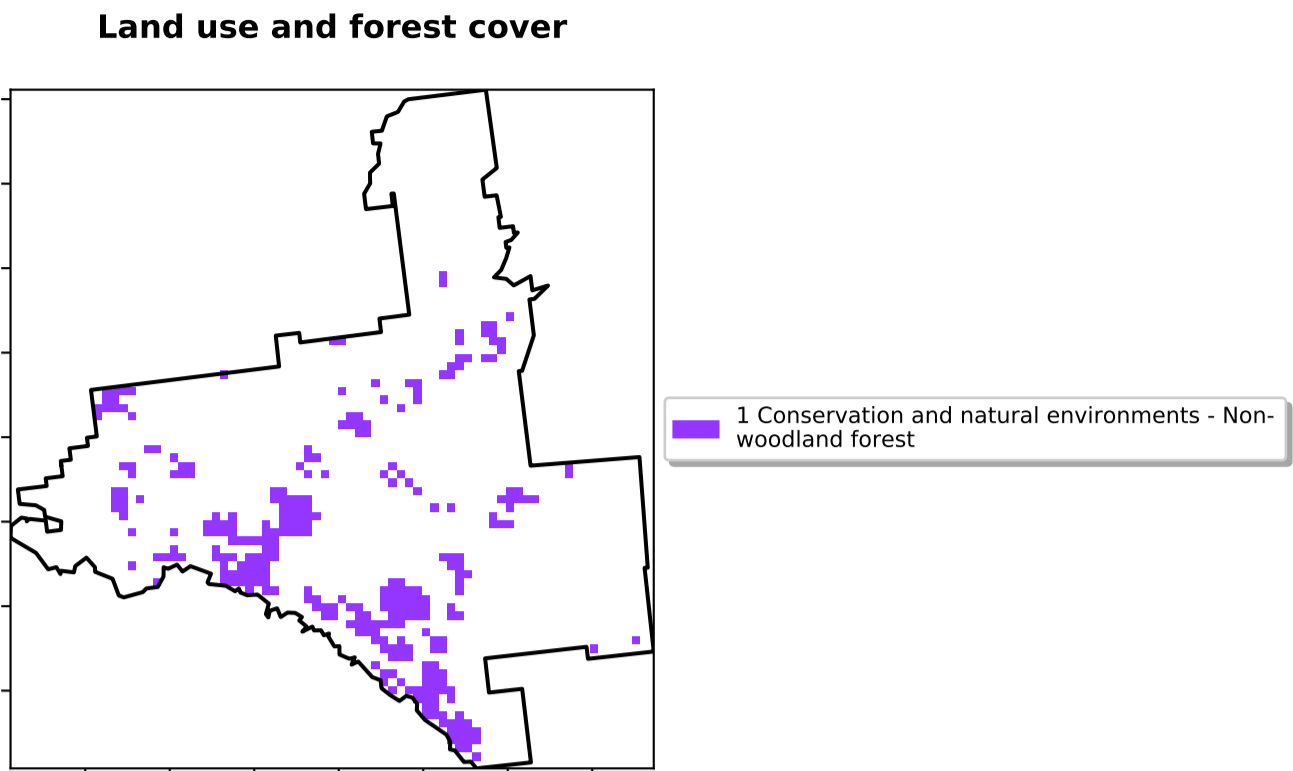 Land use and forest cover
1 Conservation and natural environments - Non-
woodland forest